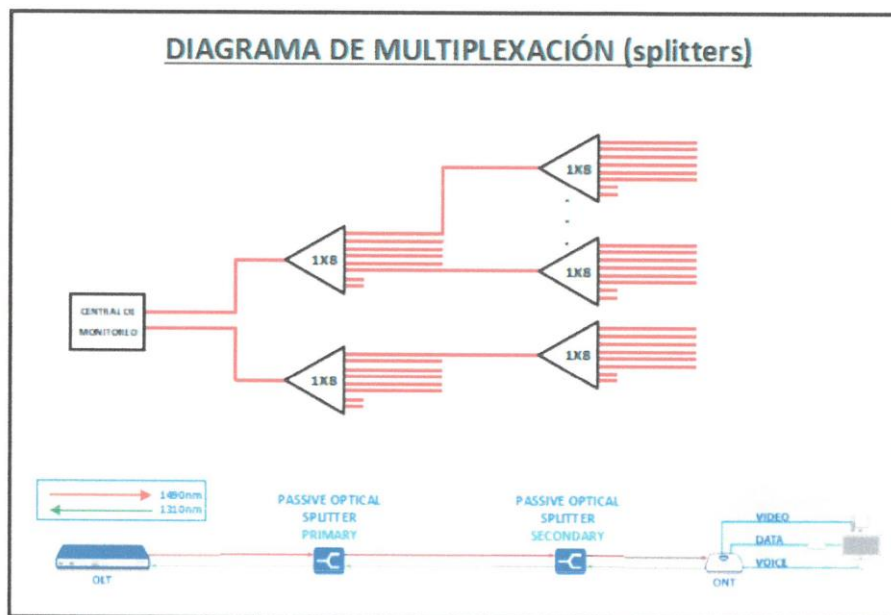 DIAGRAMA DE MULTIPLEXACIÓN (splitters)
1X8
1X8
1X8
CENTRAL DE
MONITOREO
1X8
1X8
1490nm
1310nm
PASSIVE OPTICAL
SPLITTER
PRIMARY
PASSIVE OPTICAL
SPLITTER
SECONDARY
VIDEO
DATA
VOICE
OLT
ONT